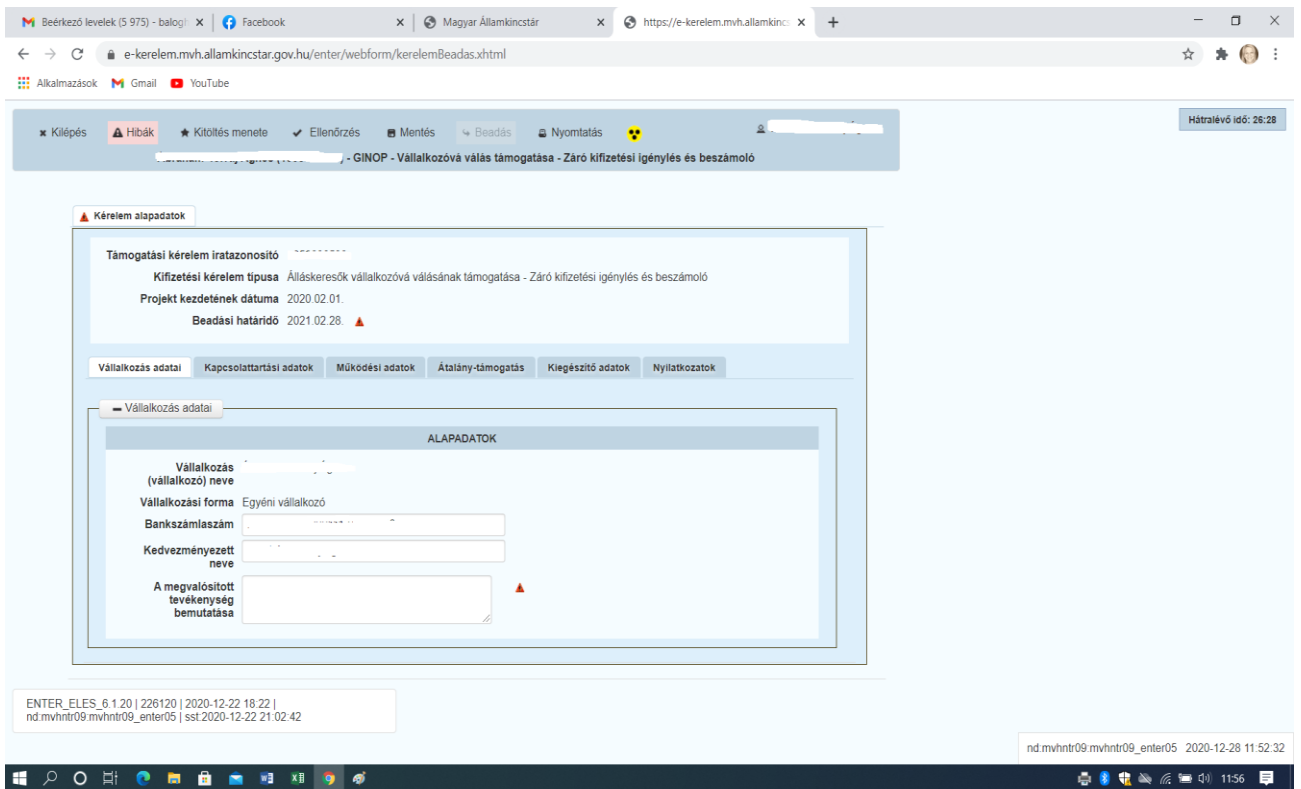 Beérkező levelek (5 975) - balogh
Facebook
Magyar Államkincstár
https://e-kerelem.mvh.allamkincs
e-kerelem.mvh.allamkincstar.gov.hu/enter/webform/kerelemBeadas.xhtml
Alkalmazások Gmail YouTube
Kilépés Hibák Kitöltés menete Ellenőrzés Mentés Beadás Nyomtatás
Hátralévő idő: 26:28
- GINOP - Vállalkozóvá válás támogatása - Záró kifizetési igénylés és beszámoló
Kérelem alapadatok
Támogatási kérelem iratazonosító
Kifizetési kérelem típusa Álláskeresők vállalkozóvá válásának támogatása - Záró kifizetési igénylés és beszámoló
Projekt kezdetének dátuma 2020.02.01.
Beadási határidő 2021.02.28.
Vállalkozás adatai Kapcsolattartási adatok Működési adatok Átalány-támogatás Kiegészítő adatok Nyilatkozatok
Vállalkozás adatai
ALAPADATOK
Vállalkozás
(vállalkozó) neve
Vállalkozási forma Egyéni vállalkozó
Bankszámlaszám
Kedvezményezett
neve
A megvalósított
tevékenység
bemutatása
ENTER_ELES_6.1.20 | 226120 | 2020-12-22 18:22 |
nd:mvhntr09:mvhntr09_enter05 | sst:2020-12-22 21:02:42
nd:mvhntr09:mvhntr09_enter05 2020-12-28 11:52:32
11:56